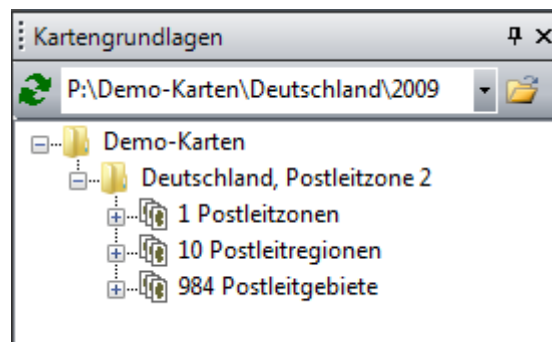 Kartengrundlagen
P:\Demo-Karten\Deutschland\2009
Demo-Karten
Deutschland, Postleitzone 2
1 Postleitzonen
10 Postleitregionen
984 Postleitgebiete